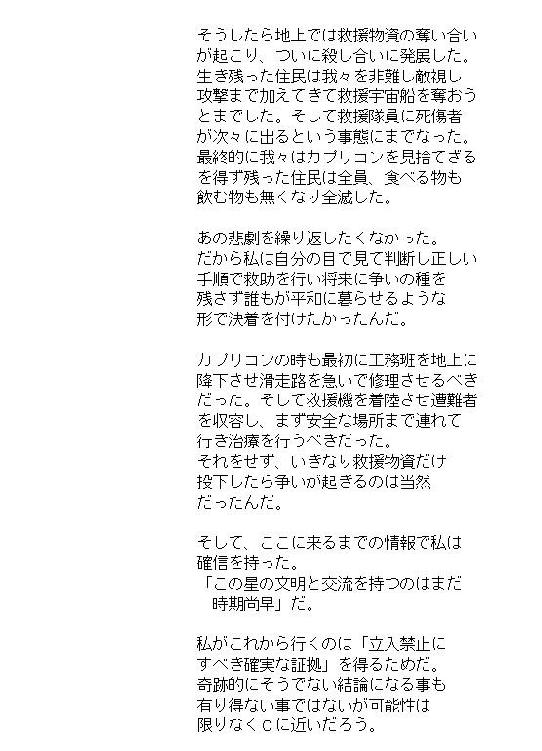 そうしたら地上では救援物資の奪い合い
が起こり、ついに殺し合いに発展した。
生き残った住民は我々を非難し敵視し
攻撃まで加えてきて救援宇宙船を奪おう
とまでした。そして救援隊員に死傷者
が次々に出るという事態にまでなった。
最終的に我々はカプリコンを見捨てざる
を得ず残った住民は全員、食べる物も
飲む物も無くなり全滅した。
あの悲劇を繰り返したくなかった。
だから私は自分の目で見て判断し正しい
手順で救助を行い将来に争いの種を
残さず誰もが平和に暮らせるような
形で決着を付けたかったんだ。
カプリコンの時も最初に工務班を地上に
降下させ滑走路を急いで修理させるべき
だった。そして救援機を着陸させ遭難者
を収容し、まず安全な場所まで連れて
行き治療を行うべきだった。
それをせず、いきなり救援物資だけ
投下したら争いが起きるのは当然
だったんだ。
そして、ここに来るまでの情報で私は
確信を持った。
「この星の文明と交流を持つのはまだ
　時期尚早」だ。
私がこれから行くのは「立入禁止に
すべき確実な証拠」を得るためだ。
奇跡的にそうでない結論になる事も
有り得ない事ではないが可能性は
限りなく0に近いだろう。